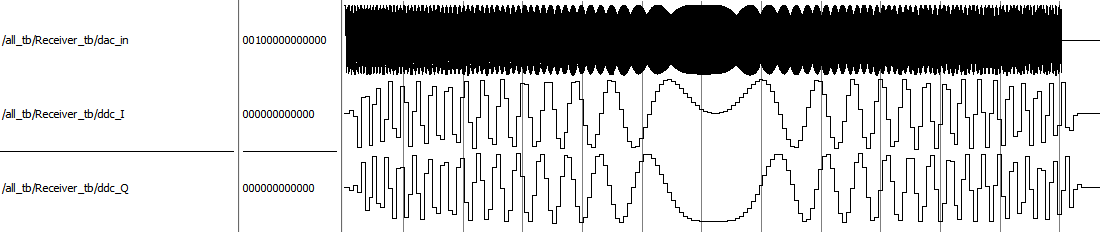 /all_tb/Receiver_tb/dac_in 00100000000000
/all_tb/Receiver_tb/ddc_I 000000000000
/all_tb/Receiver_tb/ddc_Q 000000000000